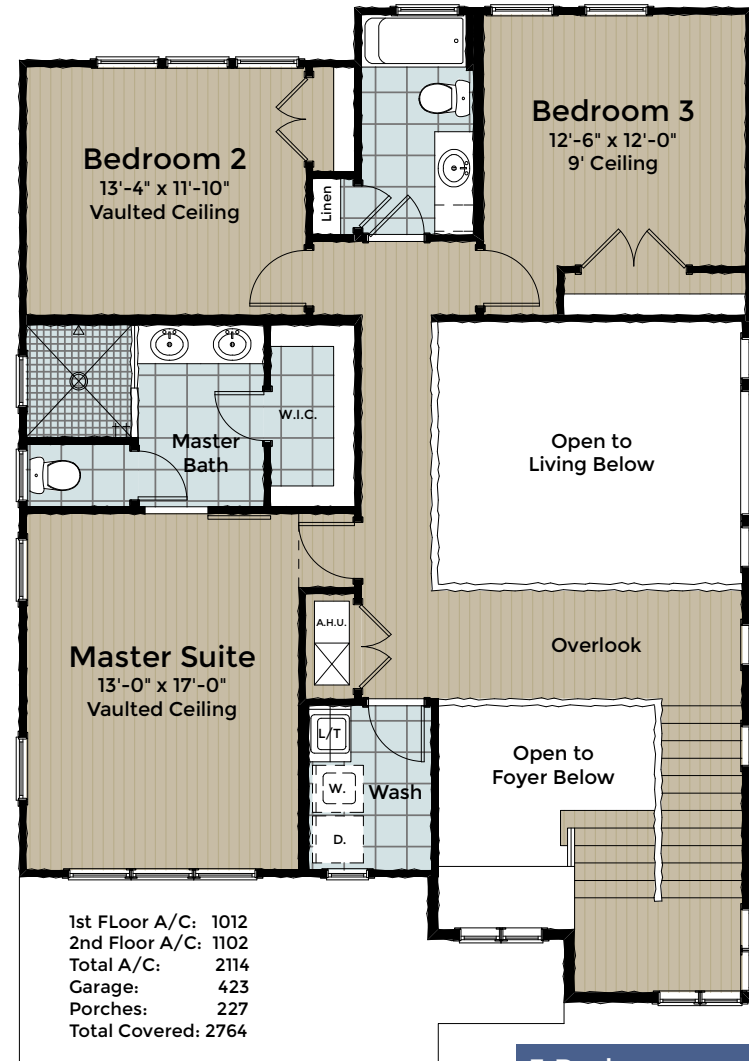 Bedroom 3
12'-6" x 12'-0"
9' Ceiling
Bedroom 2
13'-4" x 11'-10"
Vaulted Ceiling
Linen
W.I.C.
Master
Bath
Open to
Living Below
A.H.U.
Overlook
Master Suite
13'-0" x 17'-0"
Vaulted Ceiling
L/T
W.
Wash
D.
Open to
Foyer Below
1st FLoor A/C: 1012
2nd Floor A/C: 1102
Total A/C: 2114
Garage: 423
Porches: 227
Total Covered: 2764